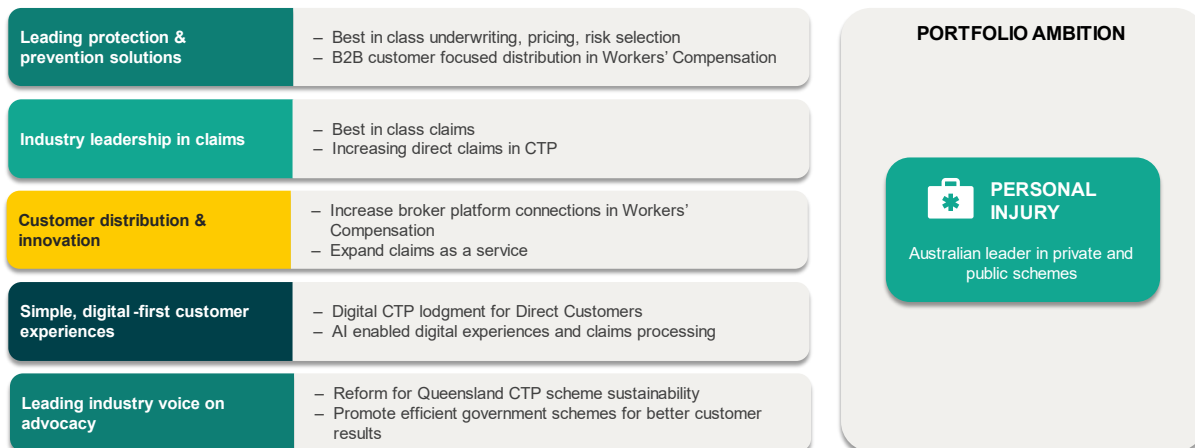 Leading protection &
prevention solutions
– Best in class underwriting, pricing, risk selection
– B2B customer focused distribution in Workers' Compensation
Industry leadership in claims
– Best in class claims
– Increasing direct claims in CTP
Customer distribution &
innovation
– Increase broker platform connections in Workers'
Compensation
– Expand claims as a service
Simple, digital-first customer
experiences
– Digital CTP lodgment for Direct Customers
– AI enabled digital experiences and claims processing
Leading industry voice on
advocacy
– Reform for Queensland CTP scheme sustainability
– Promote efficient government schemes for better customer
results
PORTFOLIO AMBITION
PERSONAL
INJURY
Australian leader in private and
public schemes